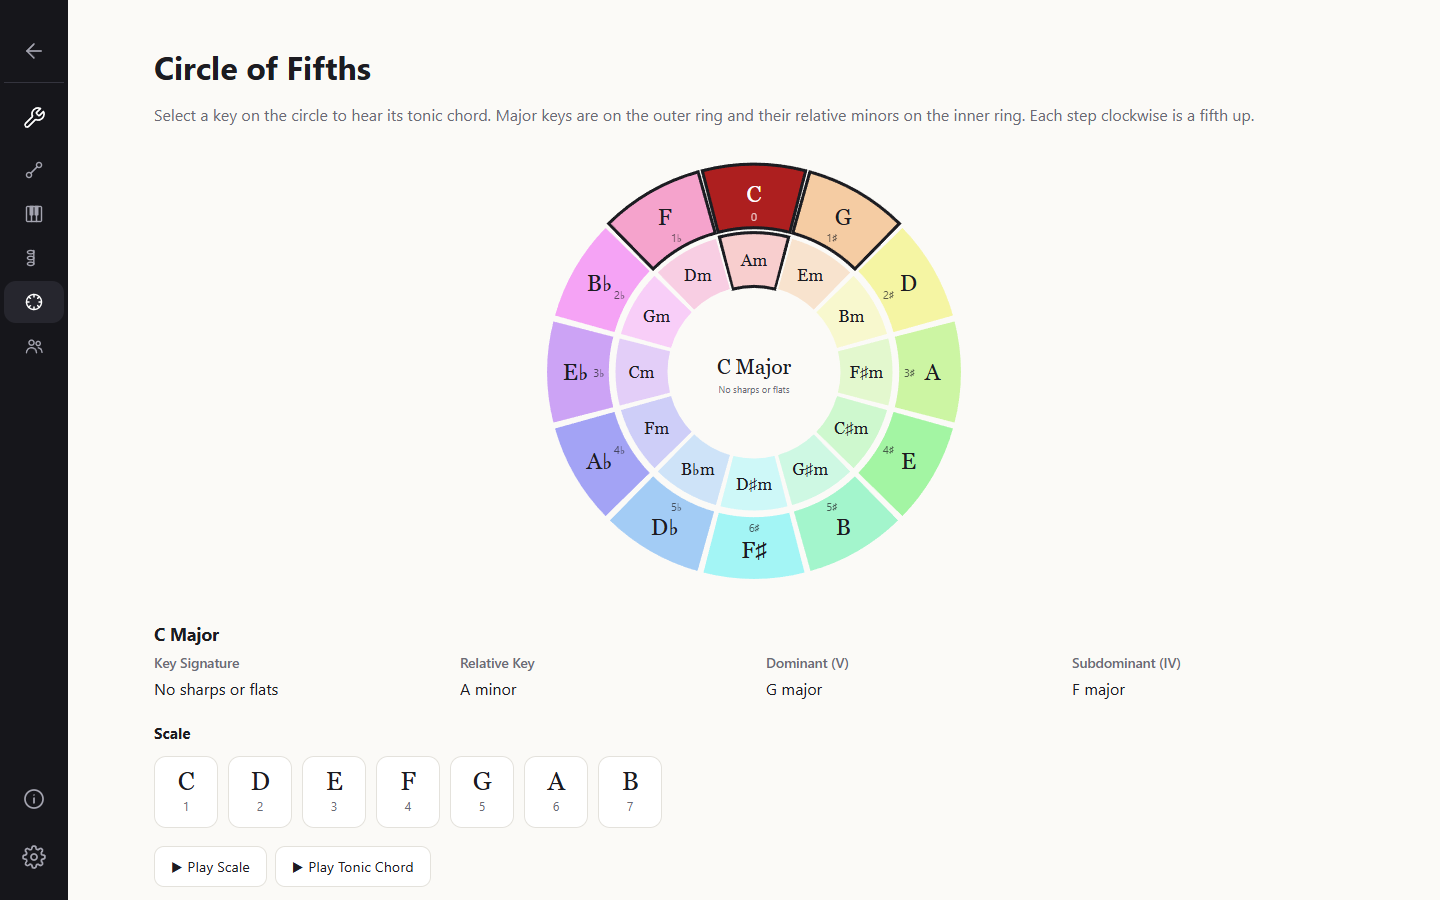 Circle of Fifths
Select a key on the circle to hear its tonic chord. Major keys are on the outer ring and their relative minors on the inner ring. Each step clockwise is a fifth up.
C
0
G
1♯
D
2♯
A
3♯
E
4♯
B
5♯
F♯
6♯
D♭
5♭
A♭
4♭
E♭
3♭
B♭
2♭
F
1♭
Am
Em
Bm
F♯m
C♯m
G♯m
D♯m
B♭m
Fm
Cm
Gm
Dm
C Major
No sharps or flats
C Major
Key Signature
No sharps or flats
Relative Key
A minor
Dominant (V)
G major
Subdominant (IV)
F major
Scale
C D E F G A B
1 2 3 4 5 6 7
▶ Play Scale
▶ Play Tonic Chord